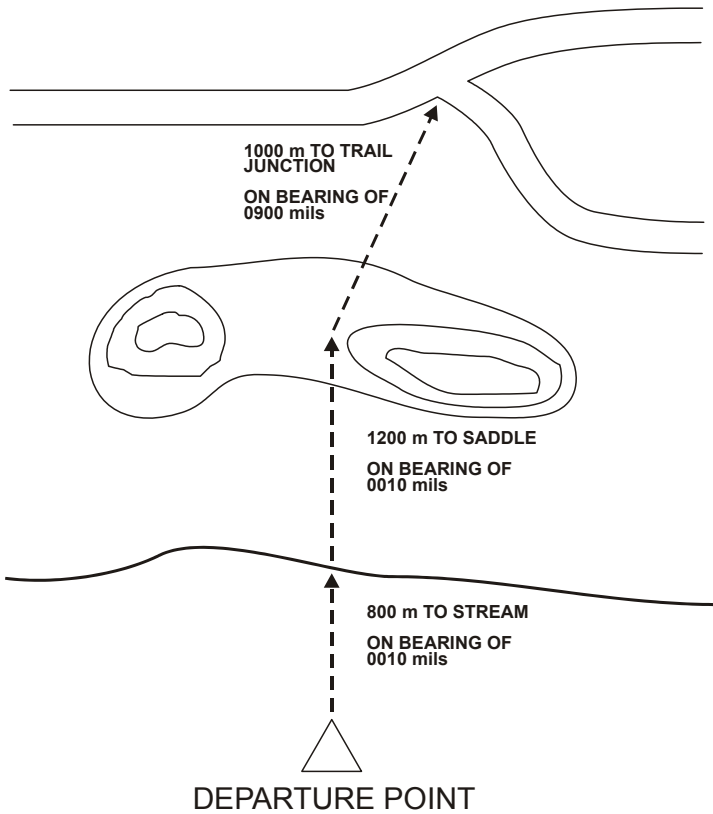 1000 m TO TRAIL
JUNCTION
ON BEARING OF
0900 mils
1200 m TO SADDLE
ON BEARING OF
0010 mils
800 m TO STREAM
ON BEARING OF
0010 mils
DEPARTURE POINT